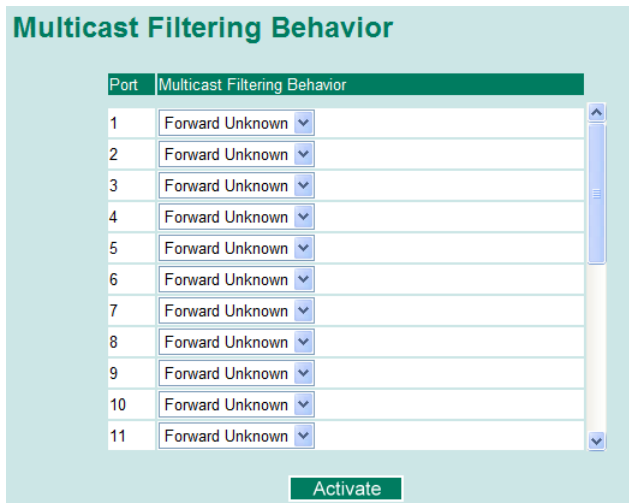 Multicast Filtering Behavior
Port Multicast Filtering Behavior
1 Forward Unknown
2 Forward Unknown
3 Forward Unknown
4 Forward Unknown
5 Forward Unknown
6 Forward Unknown
7 Forward Unknown
8 Forward Unknown
9 Forward Unknown
10 Forward Unknown
11 Forward Unknown
Activate